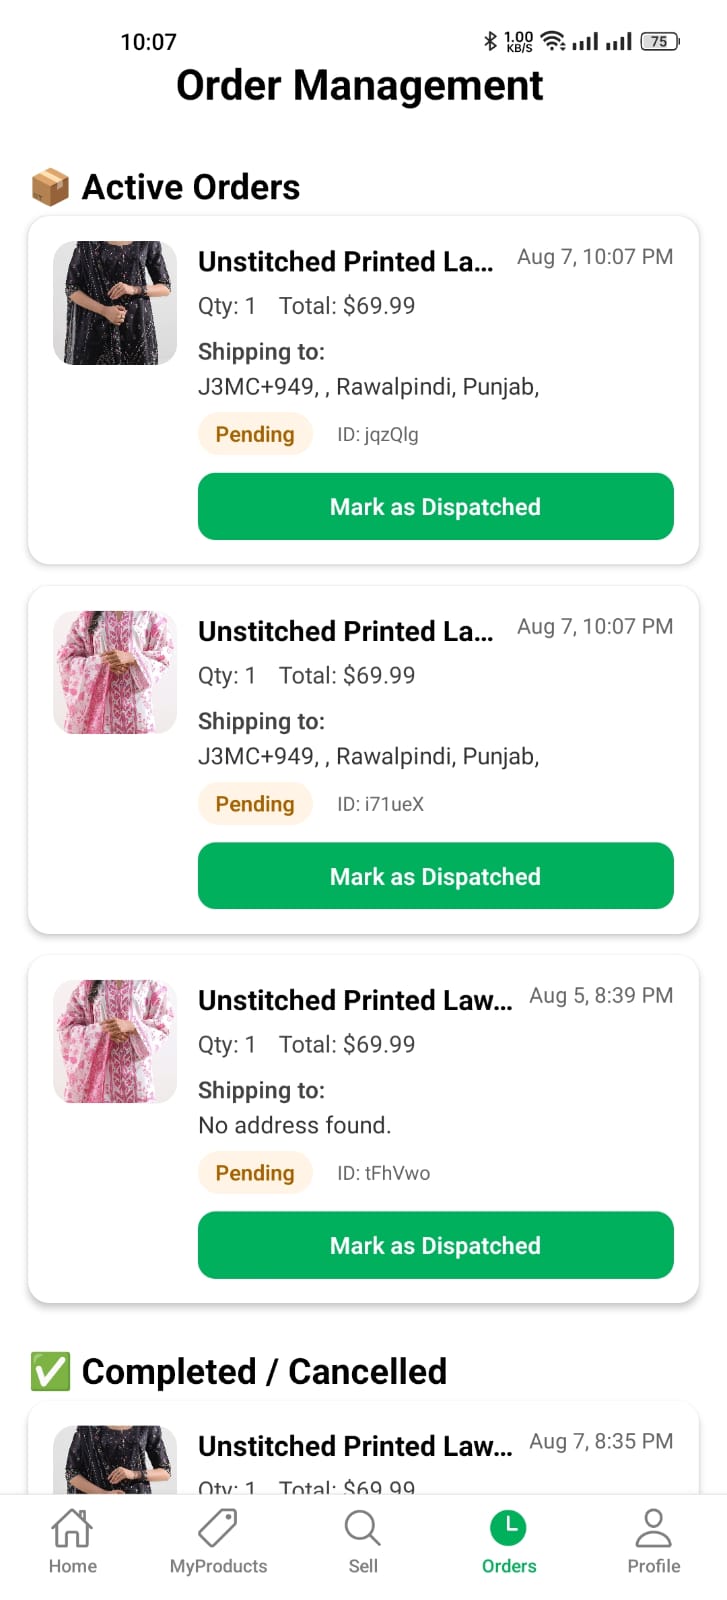 10:07
1.00
KB/S
75
Order Management
Active Orders
Unstitched Printed La...
Aug 7, 10:07 PM
Qty: 1 Total: $69.99
Shipping to:
J3MC+949, , Rawalpindi, Punjab,
Pending
ID: jqzQlg
Mark as Dispatched
Unstitched Printed La...
Aug 7, 10:07 PM
Qty: 1 Total: $69.99
Shipping to:
J3MC+949, , Rawalpindi, Punjab,
Pending
ID: i71ueX
Mark as Dispatched
Unstitched Printed Law...
Aug 5, 8:39 PM
Qty: 1 Total: $69.99
Shipping to:
No address found.
Pending
ID: tFhVwo
Mark as Dispatched
Completed / Cancelled
Unstitched Printed Law...
Aug 7, 8:35 PM
Qty: 1 Total: $69.99
Home
MyProducts
Sell
Orders
Profile